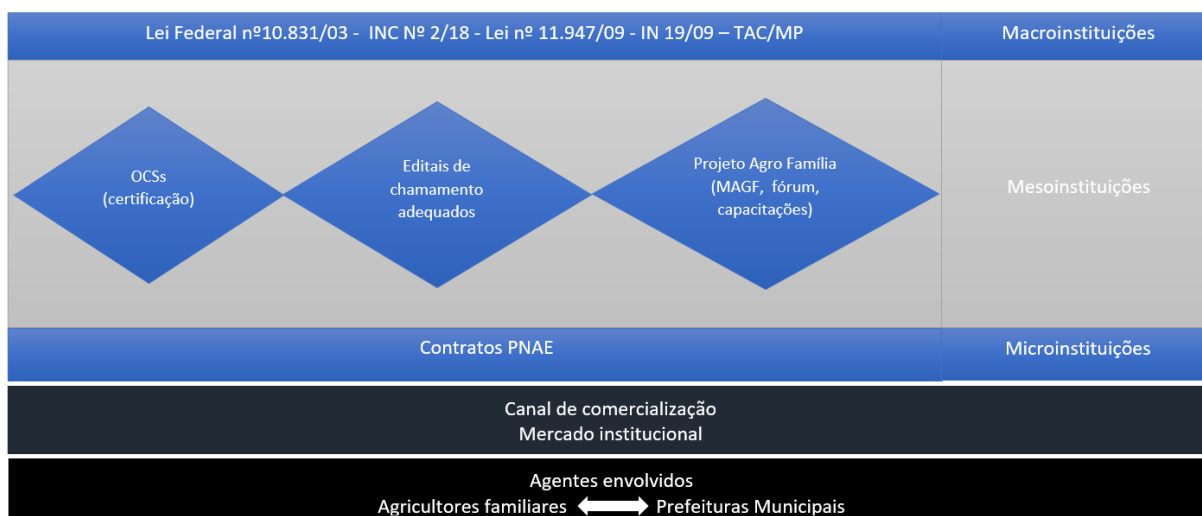 Lei Federal nº10.831/03 - INC Nº 2/18 - Lei nº 11.947/09 - IN 19/09 – TAC/MP
Macroinstituições
OCSs
(certificação)
Editais de
chamamento
adequados
Projeto Agro Família
(MAGF, fórum,
capacitações)
Mesoinstituições
Contratos PNAE
Microinstituições
Canal de comercialização
Mercado institucional
Agentes envolvidos
Agricultores familiares
Prefeituras Municipais